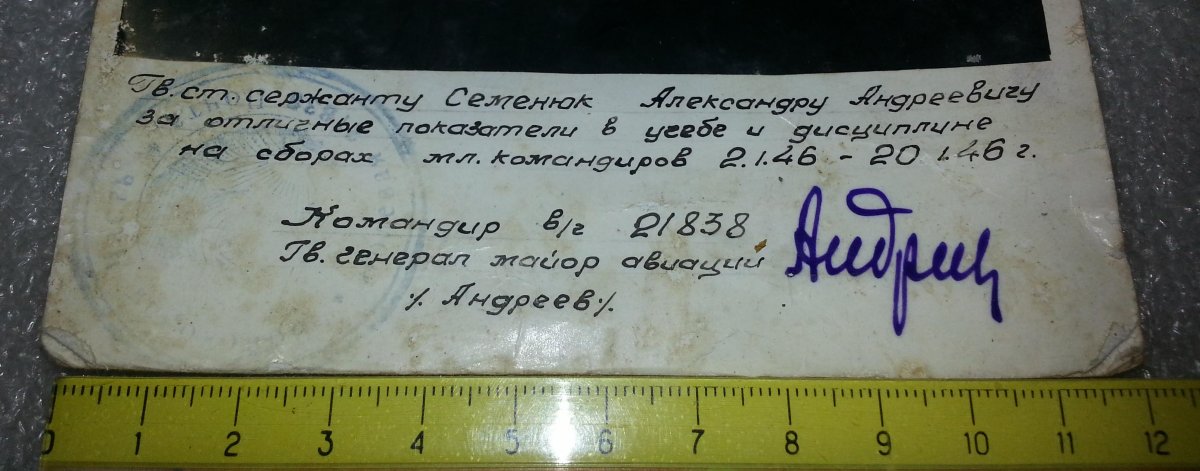 Гв. ст. сержанту Семенюк Александру Андреевичу
за отличные показатели в учебе и дисциплине
на сборах мл. командиров 2.1.46 - 20 1.46 г.
Командир в/ч 21838
Гв. генерал майор авиации
/. Андреев/.
0 1 2 3 4 5 6 7 8 9 10 11 12